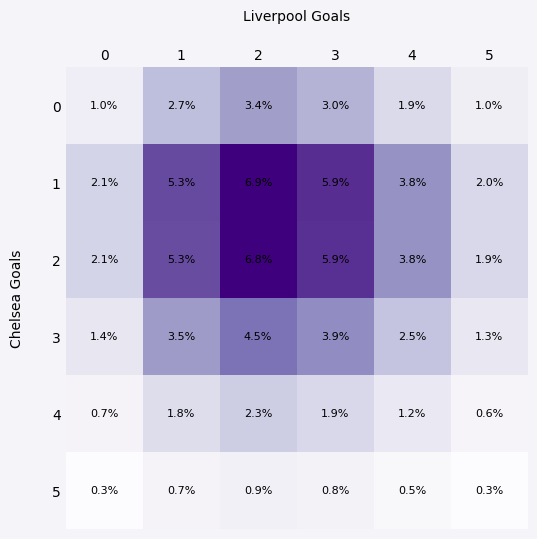 Liverpool Goals
0 1 2 3 4 5
Chelsea Goals
0 1.0% 2.7% 3.4% 3.0% 1.9% 1.0%
1 2.1% 5.3% 6.9% 5.9% 3.8% 2.0%
2 2.1% 5.3% 6.8% 5.9% 3.8% 1.9%
3 1.4% 3.5% 4.5% 3.9% 2.5% 1.3%
4 0.7% 1.8% 2.3% 1.9% 1.2% 0.6%
5 0.3% 0.7% 0.9% 0.8% 0.5% 0.3%